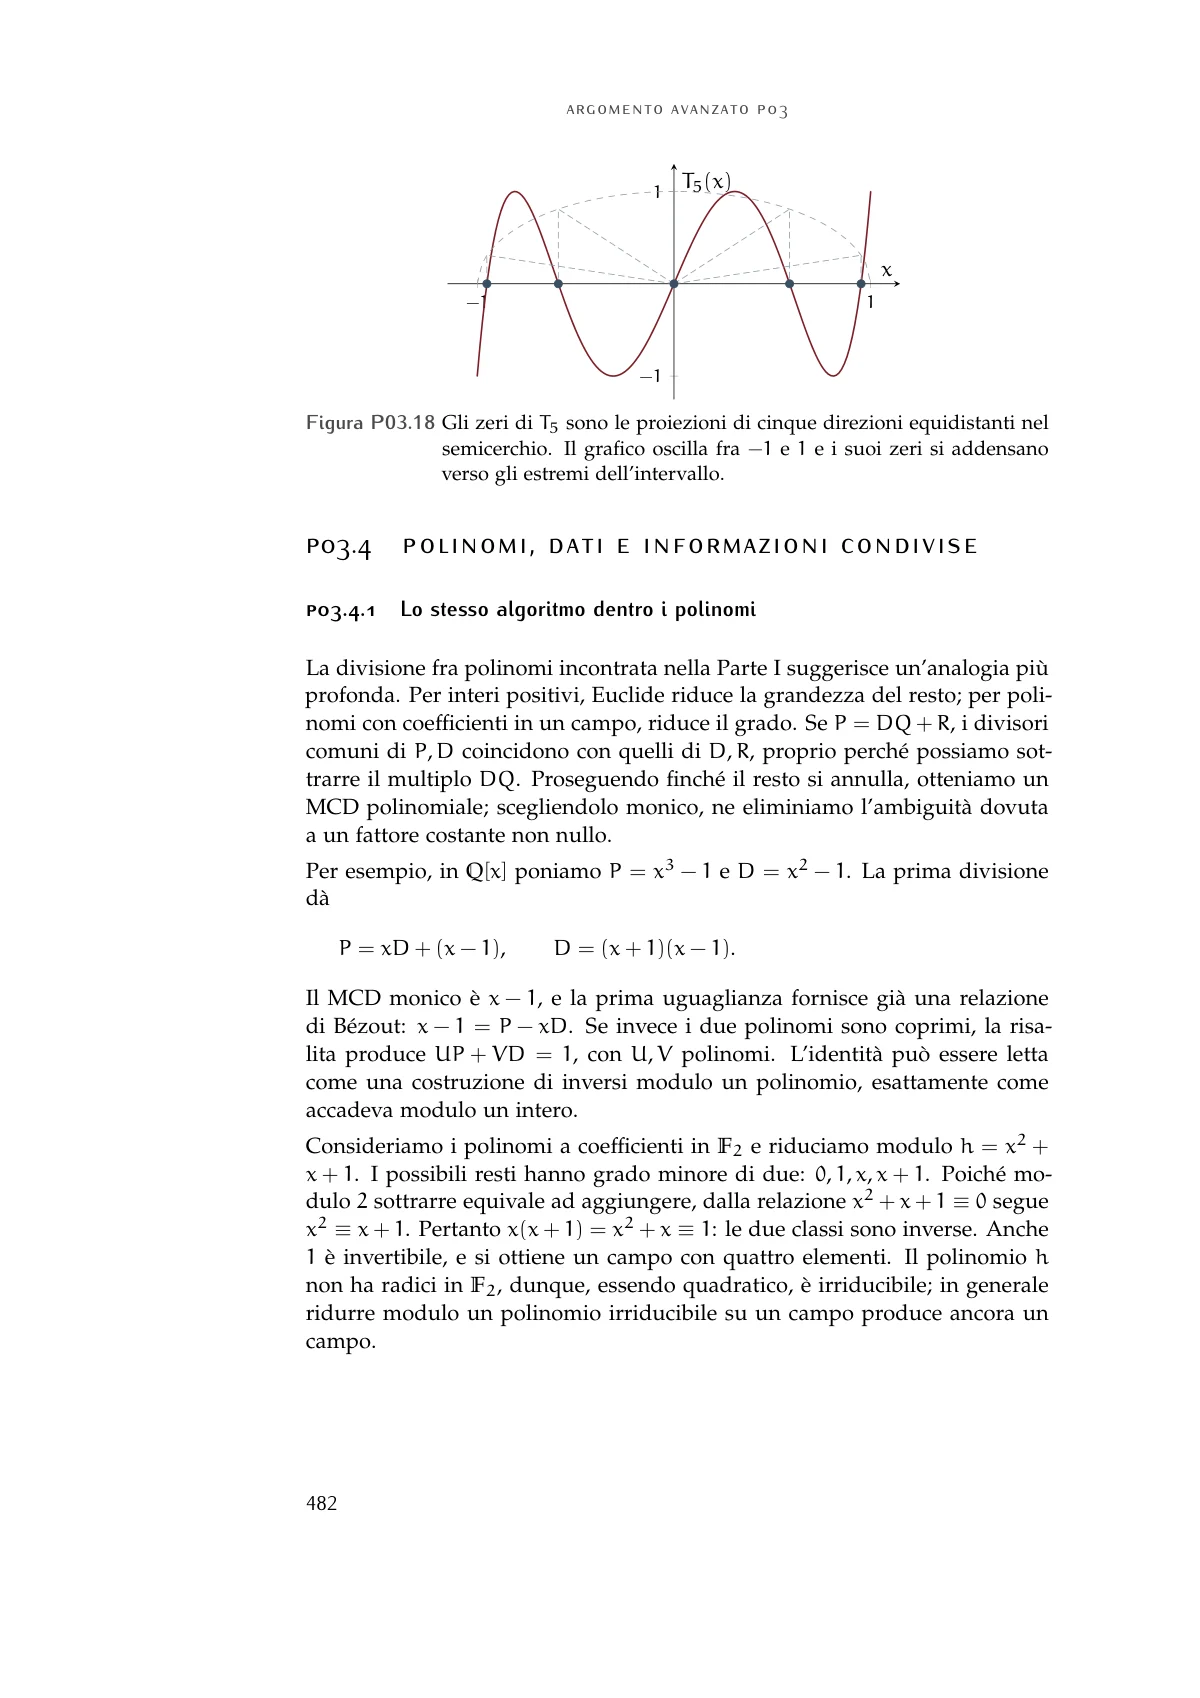 ARGOMENTO AVANZATO P03
T₅(x)
1
x
−1
1
−1
Figura P03.18 Gli zeri di T₅ sono le proiezioni di cinque direzioni equidistanti nel
semicerchio. Il grafico oscilla fra −1 e 1 e i suoi zeri si addensano
verso gli estremi dell'intervallo.
P03.4 POLINOMI, DATI E INFORMAZIONI CONDIVISE
P03.4.1 Lo stesso algoritmo dentro i polinomi
La divisione fra polinomi incontrata nella Parte I suggerisce un'analogia più
profonda. Per interi positivi, Euclide riduce la grandezza del resto; per poli-
nomi con coefficienti in un campo, riduce il grado. Se P = DQ + R, i divisori
comuni di P, D coincidono con quelli di D, R, proprio perché possiamo sot-
trarre il multiplo DQ. Proseguendo finché il resto si annulla, otteniamo un
MCD polinomiale; scegliendolo monico, ne eliminiamo l'ambiguità dovuta
a un fattore costante non nullo.
Per esempio, in ℚ[x] poniamo P = x³ − 1 e D = x² − 1. La prima divisione
dà
P = xD + (x − 1), D = (x + 1)(x − 1).
Il MCD monico è x − 1, e la prima uguaglianza fornisce già una relazione
di Bézout: x − 1 = P − xD. Se invece i due polinomi sono coprimi, la risa-
lita produce UP + VD = 1, con U, V polinomi. L'identità può essere letta
come una costruzione di inversi modulo un polinomio, esattamente come
accadeva modulo un intero.
Consideriamo i polinomi a coefficienti in 𝔽₂ e riduciamo modulo h = x² +
x + 1. I possibili resti hanno grado minore di due: 0, 1, x, x + 1. Poiché mo-
dulo 2 sottrarre equivale ad aggiungere, dalla relazione x² + x + 1 ≡ 0 segue
x² ≡ x + 1. Pertanto x(x + 1) = x² + x ≡ 1: le due classi sono inverse. Anche
1 è invertibile, e si ottiene un campo con quattro elementi. Il polinomio h
non ha radici in 𝔽₂, dunque, essendo quadratico, è irriducibile; in generale
ridurre modulo un polinomio irriducibile su un campo produce ancora un
campo.
482